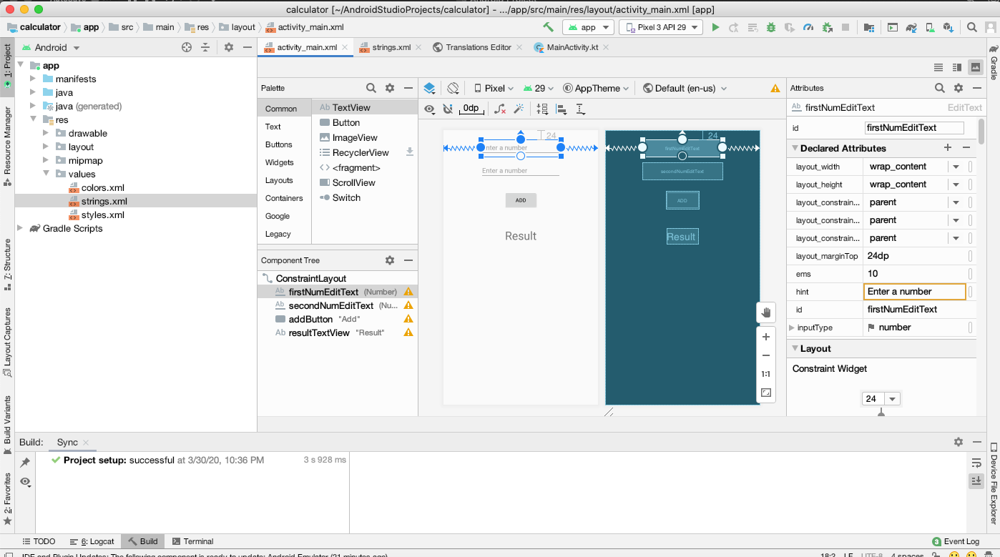 calculator [~/AndroidStudioProjects/calculator] - .../app/src/main/res/layout/activity_main.xml [app]
calculator app src main res layout activity_main.xml app Pixel 3 API 29
1: Project
Resource Manager
7: Structure
Layout Captures
Build Variants
2: Favorites
Android
app
manifests
java
java (generated)
res
drawable
layout
mipmap
values
colors.xml
strings.xml
styles.xml
Gradle Scripts
activity_main.xml strings.xml Translations Editor MainActivity.kt
Palette
Common
Text
Buttons
Widgets
Layouts
Containers
Google
Legacy
Ab TextView
Button
ImageView
RecyclerView
<fragment>
ScrollView
Switch
Component Tree
ConstraintLayout
Ab firstNumEditText (Number)
Ab secondNumEditText (Nu...
addButton "Add"
Ab resultTextView "Result"
Pixel 29 AppTheme Default (en-us)
0dp
24
Enter a number
Enter a number
ADD
Result
24
firstNumEditText
secondNumEditText
ADD
Result
1:1
Attributes
Ab firstNumEditText EditText
id firstNumEditText
Declared Attributes
layout_width wrap_content
layout_height wrap_content
layout_constrain... parent
layout_constrain... parent
layout_constrain... parent
layout_marginTop 24dp
ems 10
hint Enter a number
id firstNumEditText
inputType number
Layout
Constraint Widget
24
Gradle
Device File Explorer
Build: Sync
Project setup: successful at 3/30/20, 10:36 PM 3 s 928 ms
TODO 6: Logcat Build Terminal 3 Event Log
IDE and Plugin Updates: The following component is ready to update: Android Emulator (21 minutes ago) 18:2 LF UTF-8 4 spaces